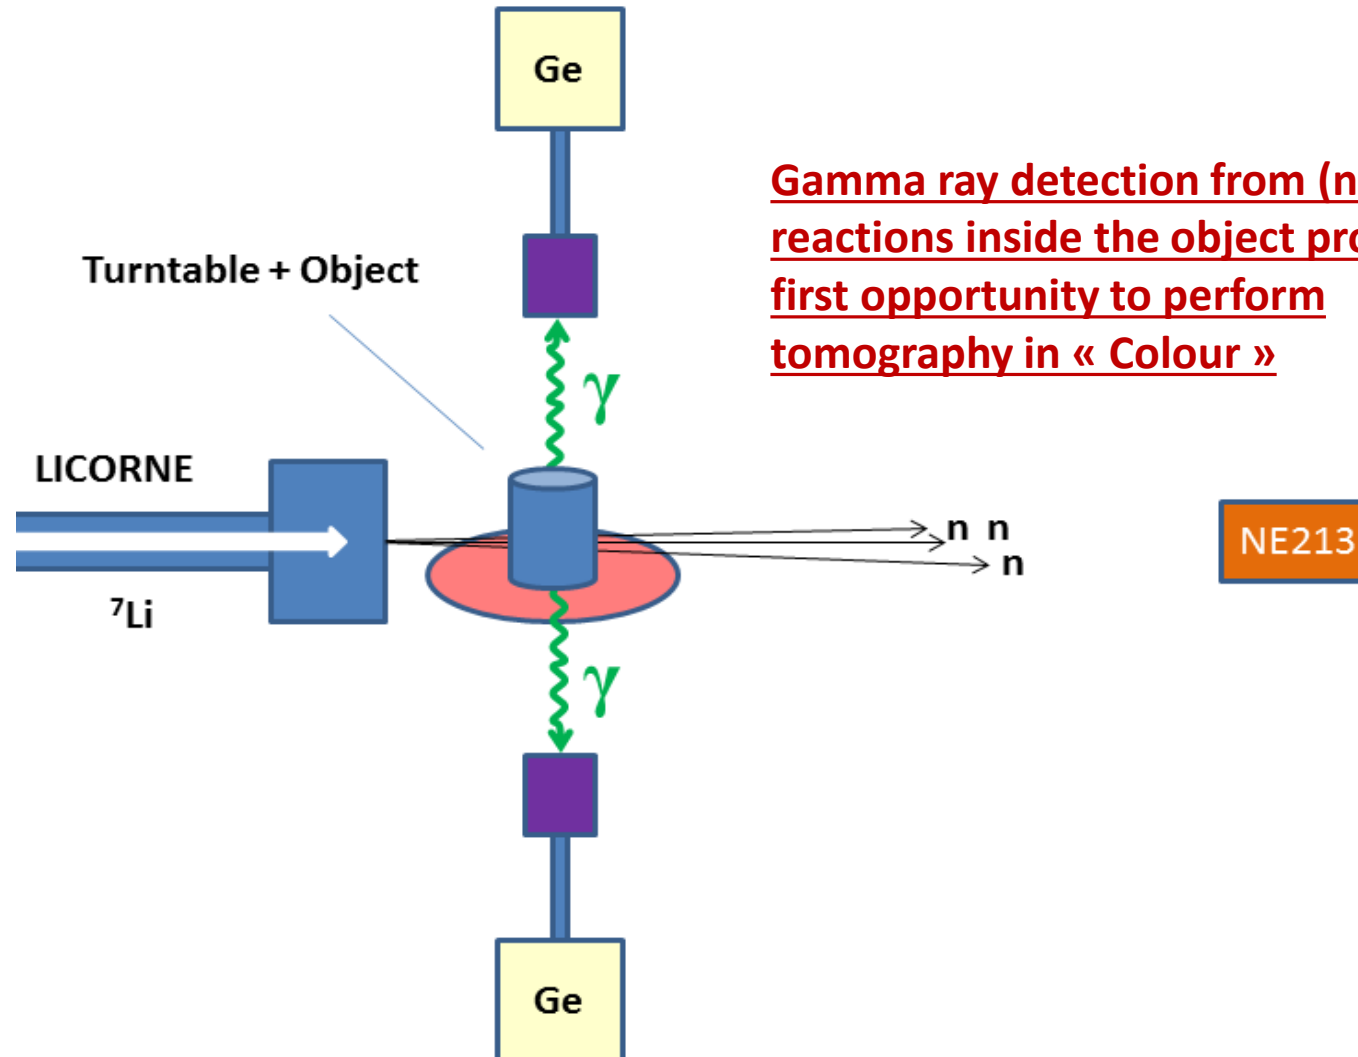 Ge
Gamma ray detection from (n
reactions inside the object pro
first opportunity to perform
tomography in « Colour »
Turntable + Object
γ
LICORNE
n n
n
NE213
⁷Li
γ
Ge